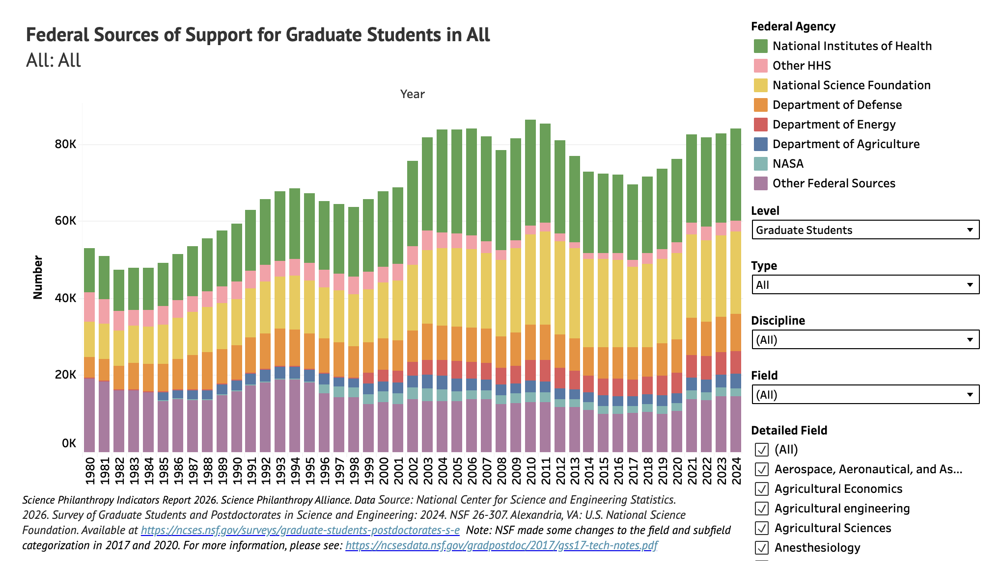 Federal Sources of Support for Graduate Students in All
All: All
Year
Number
80K
60K
40K
20K
0K
1980
1981
1982
1983
1984
1985
1986
1987
1988
1989
1990
1991
1992
1993
1994
1995
1996
1997
1998
1999
2000
2001
2002
2003
2004
2005
2006
2007
2008
2009
2010
2011
2012
2013
2014
2015
2016
2017
2018
2019
2020
2021
2022
2023
2024
Science Philanthropy Indicators Report 2026. Science Philanthropy Alliance. Data Source: National Center for Science and Engineering Statistics.
2026. Survey of Graduate Students and Postdoctorates in Science and Engineering: 2024. NSF 26-307. Alexandria, VA: U.S. National Science
Foundation. Available at https://ncses.nsf.gov/surveys/graduate-students-postdoctorates-s-e Note: NSF made some changes to the field and subfield
categorization in 2017 and 2020. For more information, please see: https://ncsesdata.nsf.gov/gradpostdoc/2017/gss17-tech-notes.pdf
Federal Agency
National Institutes of Health
Other HHS
National Science Foundation
Department of Defense
Department of Energy
Department of Agriculture
NASA
Other Federal Sources
Level
Graduate Students
Type
All
Discipline
(All)
Field
(All)
Detailed Field
(All)
Aerospace, Aeronautical, and As...
Agricultural Economics
Agricultural engineering
Agricultural Sciences
Anesthesiology